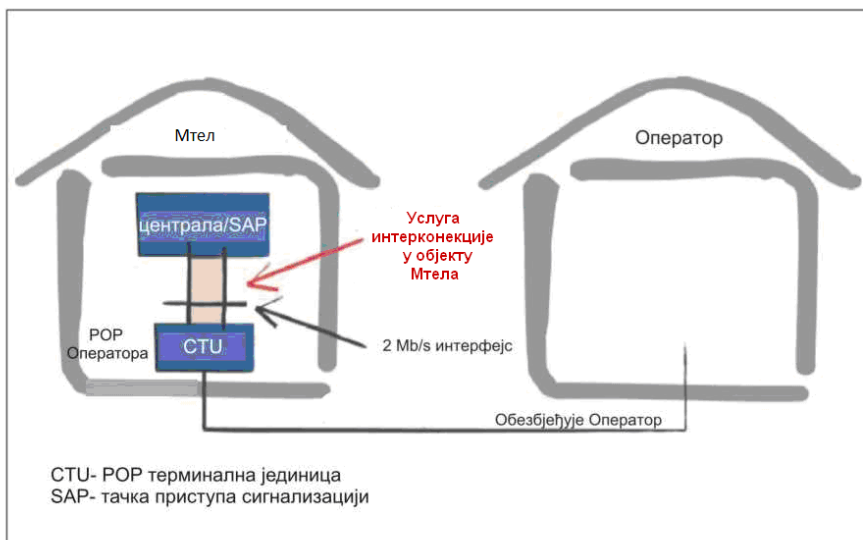 Мтел
Оператор
централа/SAP
Услуга
интерконекције
у објекту
Мтела
POP
Оператора
CTU
2 Mb/s интерфејс
Обезбјеђује Оператор
CTU- POP терминална јединица
SAP- тачка приступа сигнализацији